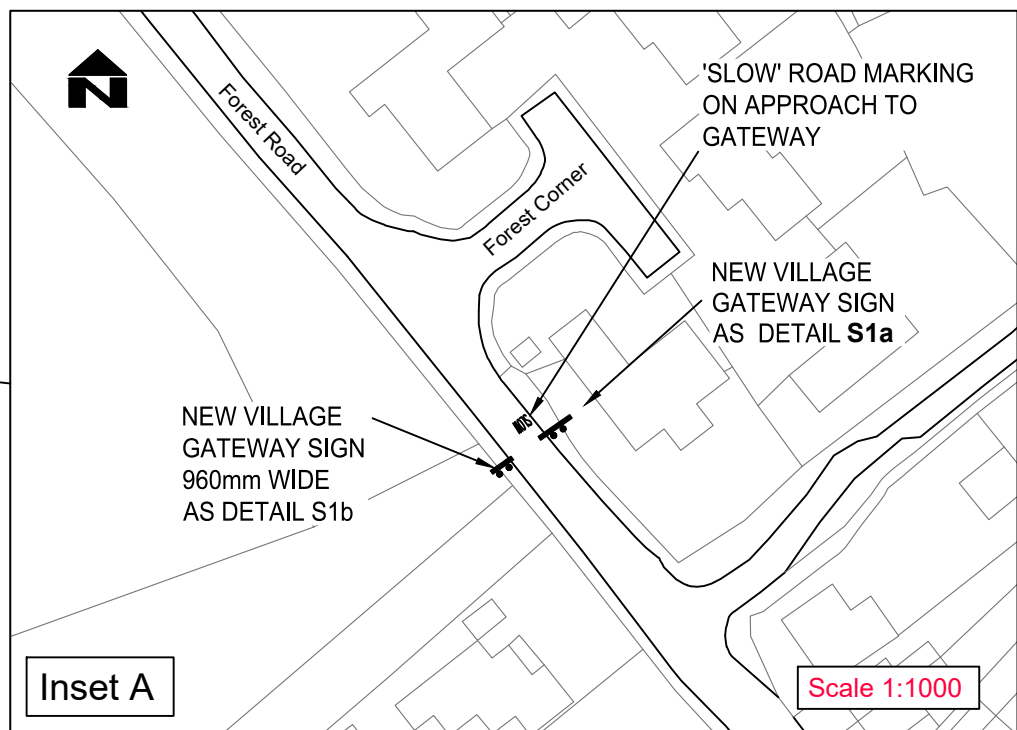 N
Forest Road
Forest Corner
'SLOW' ROAD MARKING
ON APPROACH TO
GATEWAY
NEW VILLAGE
GATEWAY SIGN
AS DETAIL S1a
SLOW
NEW VILLAGE
GATEWAY SIGN
960mm WIDE
AS DETAIL S1b
Inset A
Scale 1:1000